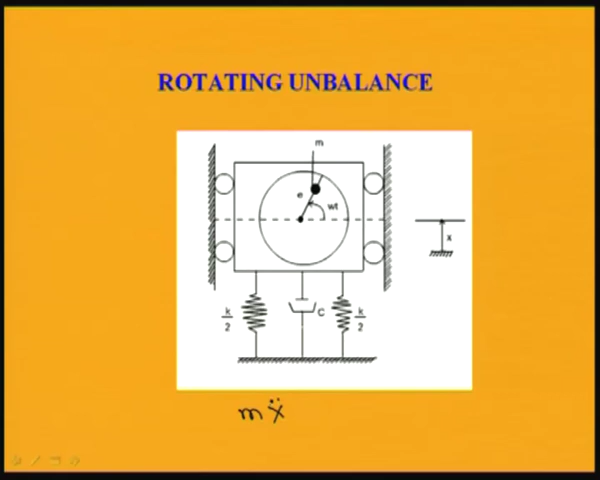 ROTATING UNBALANCE
m
e
wt
x
k/2
C
k/2
mẍ